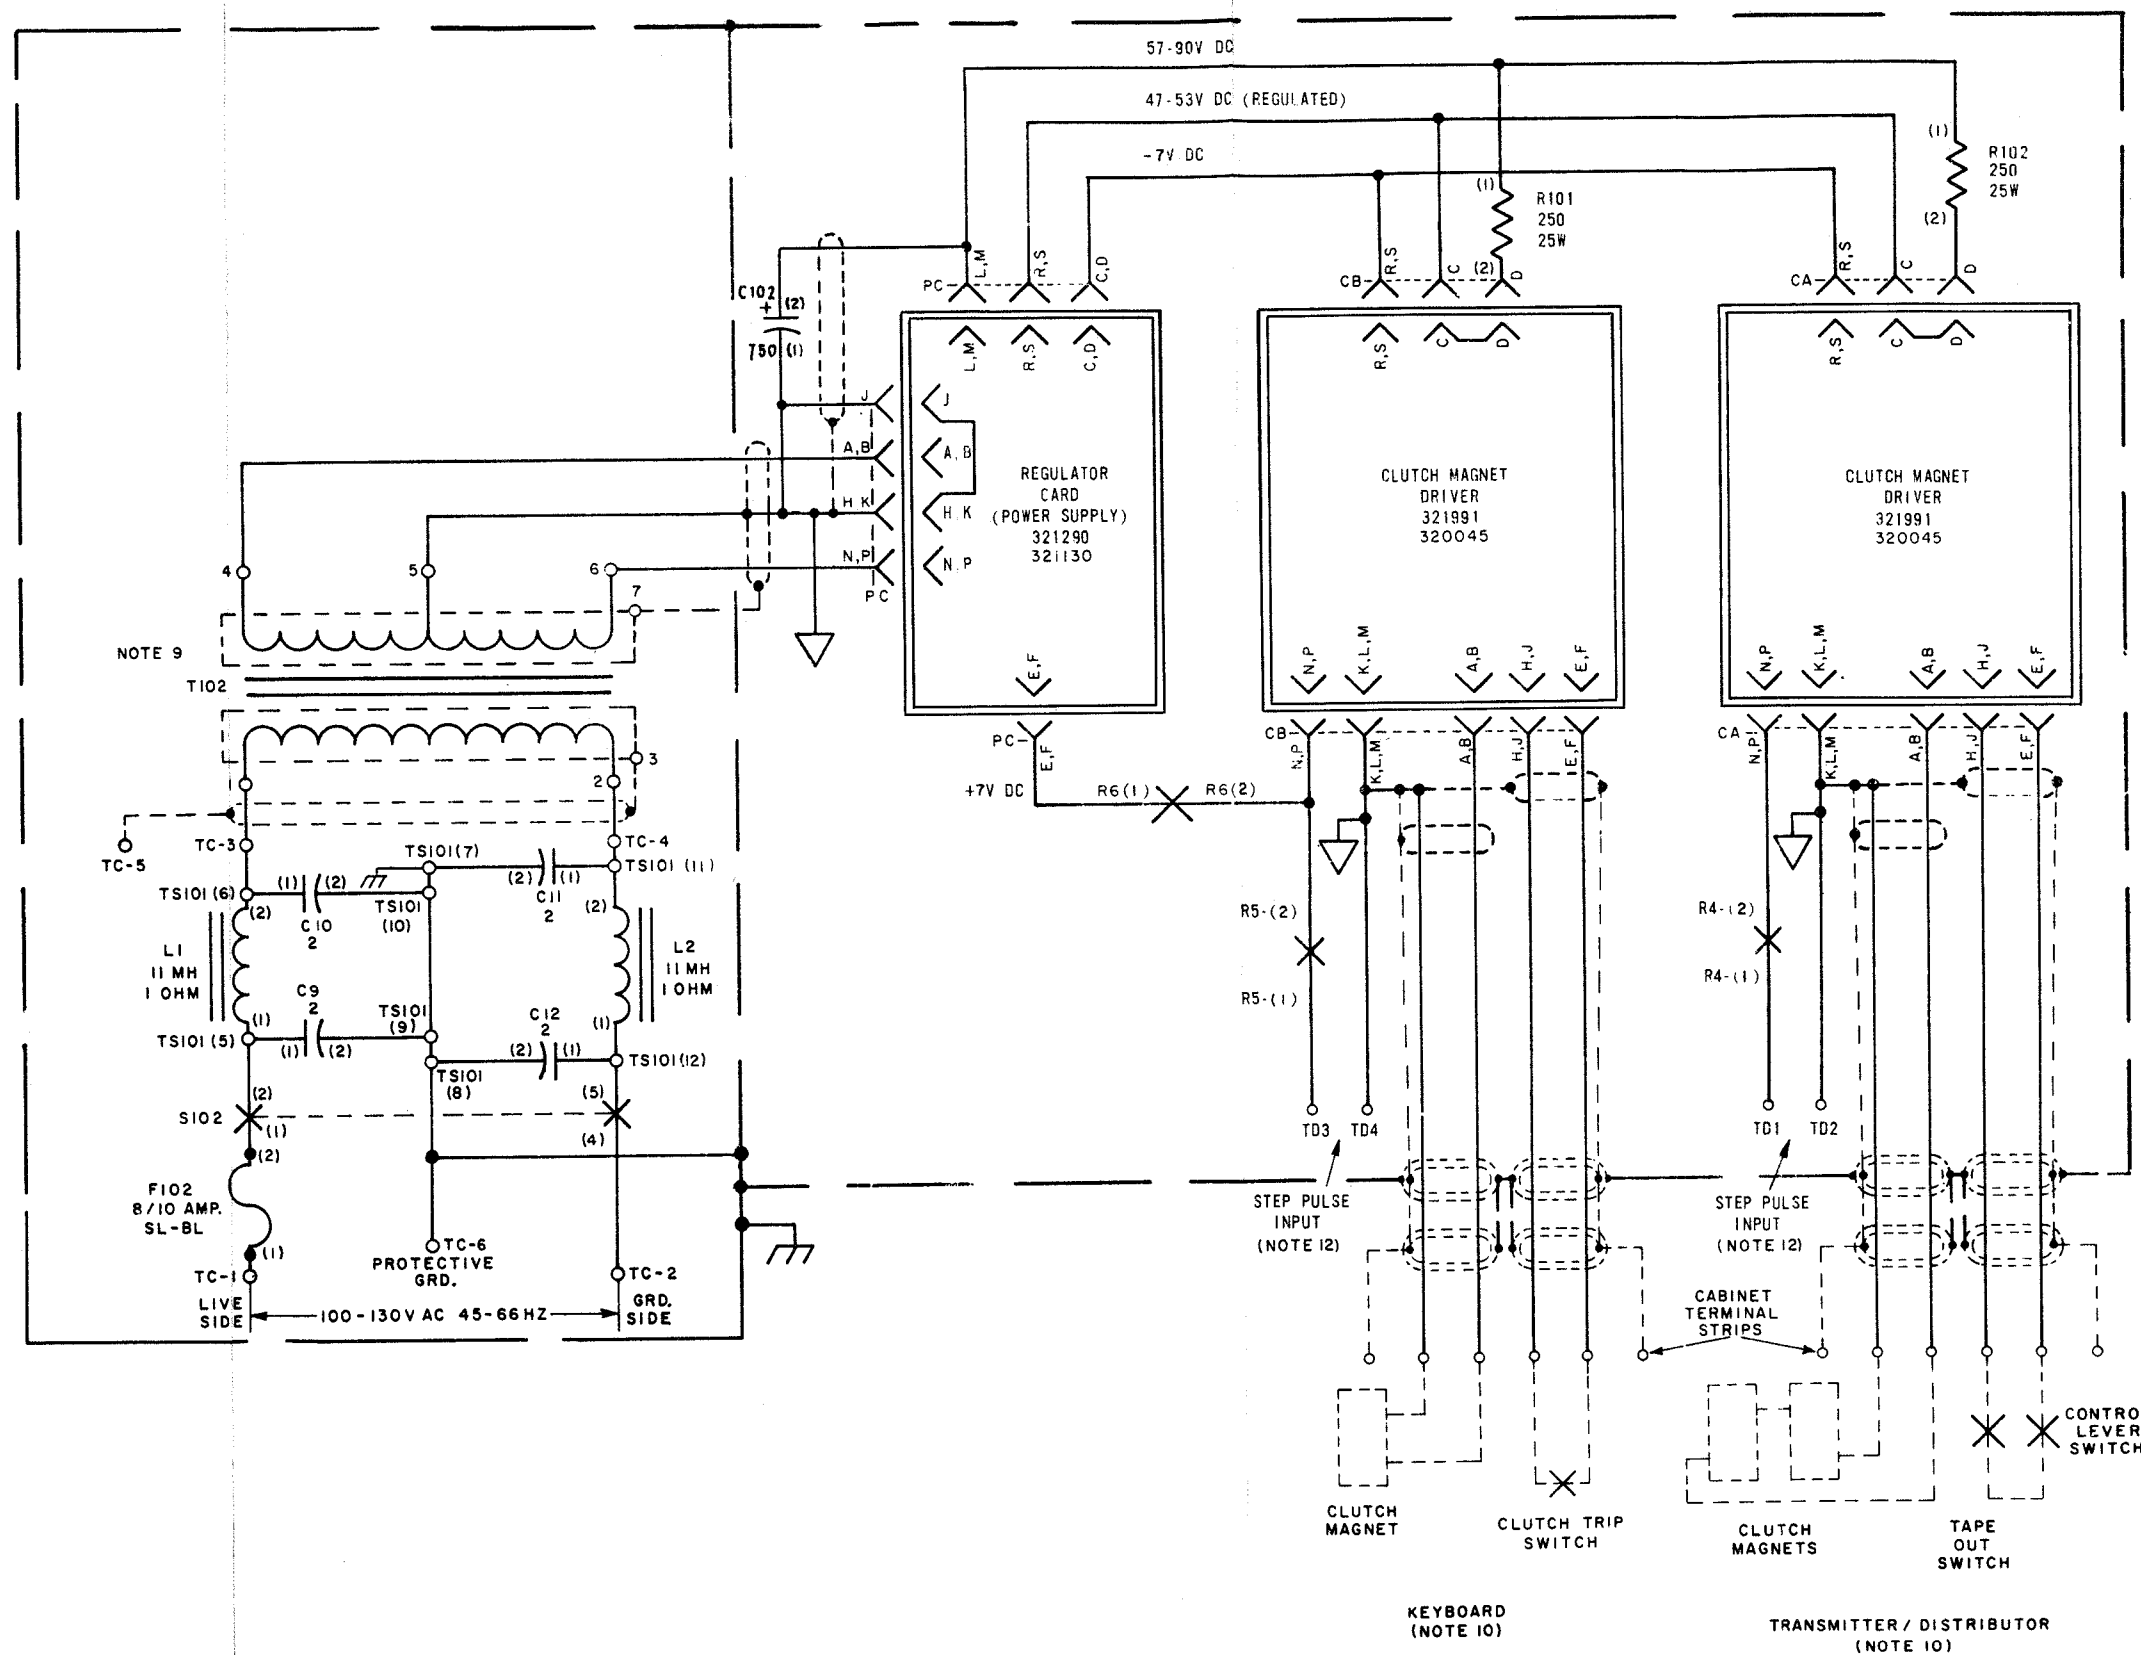 57-90V DC
47-53V DC (REGULATED)
-7V DC
(1)
R102
250
25W
(2)
(1)
R101
250
25W
(2)
L,M
R,S
C,D
PC
R,S
C
D
CB
R,S
C
D
CA
C102
+
(2)
750
(1)
L,M
R,S
C,D
R,S
C
D
R,S
C
D
J
J
A,B
A,B
H K
H,K
N,P
N,P
PC
REGULATOR
CARD
(POWER SUPPLY)
321290
321130
CLUTCH MAGNET
DRIVER
321991
320045
CLUTCH MAGNET
DRIVER
321991
320045
4
5
6
7
NOTE 9
T102
E,F
N,P
K,L,M
A,B
H,J
E,F
N,P
K,L,M
A,B
H,J
E,F
PC
E,F
CB
N,P
K,L,M
A,B
H,J
E,F
CA
N,P
K,L,M
A,B
H,J
E,F
3
2
+7V DC
R6(1)
R6(2)
TC-5
TC-3
TC-4
TS101(7)
TS101 (11)
TS101(6)
(1)
(2)
(2)
(1)
C11
2
(2)
C10
2
TS101
(10)
(2)
L1
11 MH
1 OHM
L2
11 MH
1 OHM
C9
2
TS101
(9)
C12
2
(1)
(1)
TS101 (5)
(1)
(2)
(2)
(1)
TS101(12)
TS101
(8)
R5-(2)
R5-(1)
R4-(2)
R4-(1)
S102
(2)
(1)
(5)
(4)
(2)
F102
8/10 AMP.
SL-BL
(1)
TC-1
TC-6
PROTECTIVE
GRD.
TC-2
LIVE
SIDE
100-130V AC 45-66HZ
GRD.
SIDE
TD3
TD4
TD1
TD2
STEP PULSE
INPUT
(NOTE 12)
STEP PULSE
INPUT
(NOTE 12)
CABINET
TERMINAL
STRIPS
CONTRO
LEVER
SWITCH
CLUTCH
MAGNET
CLUTCH TRIP
SWITCH
CLUTCH
MAGNETS
TAPE
OUT
SWITCH
KEYBOARD
(NOTE 10)
TRANSMITTER/ DISTRIBUTOR
(NOTE 10)